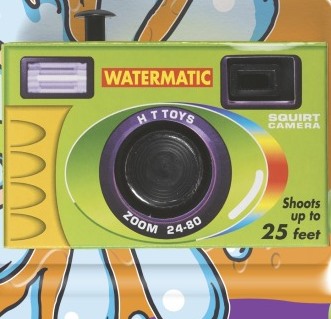 WATERMATIC
H T TOYS
ZOOM 24-80
SQUIRT
CAMERA
Shoots
up to
25 feet